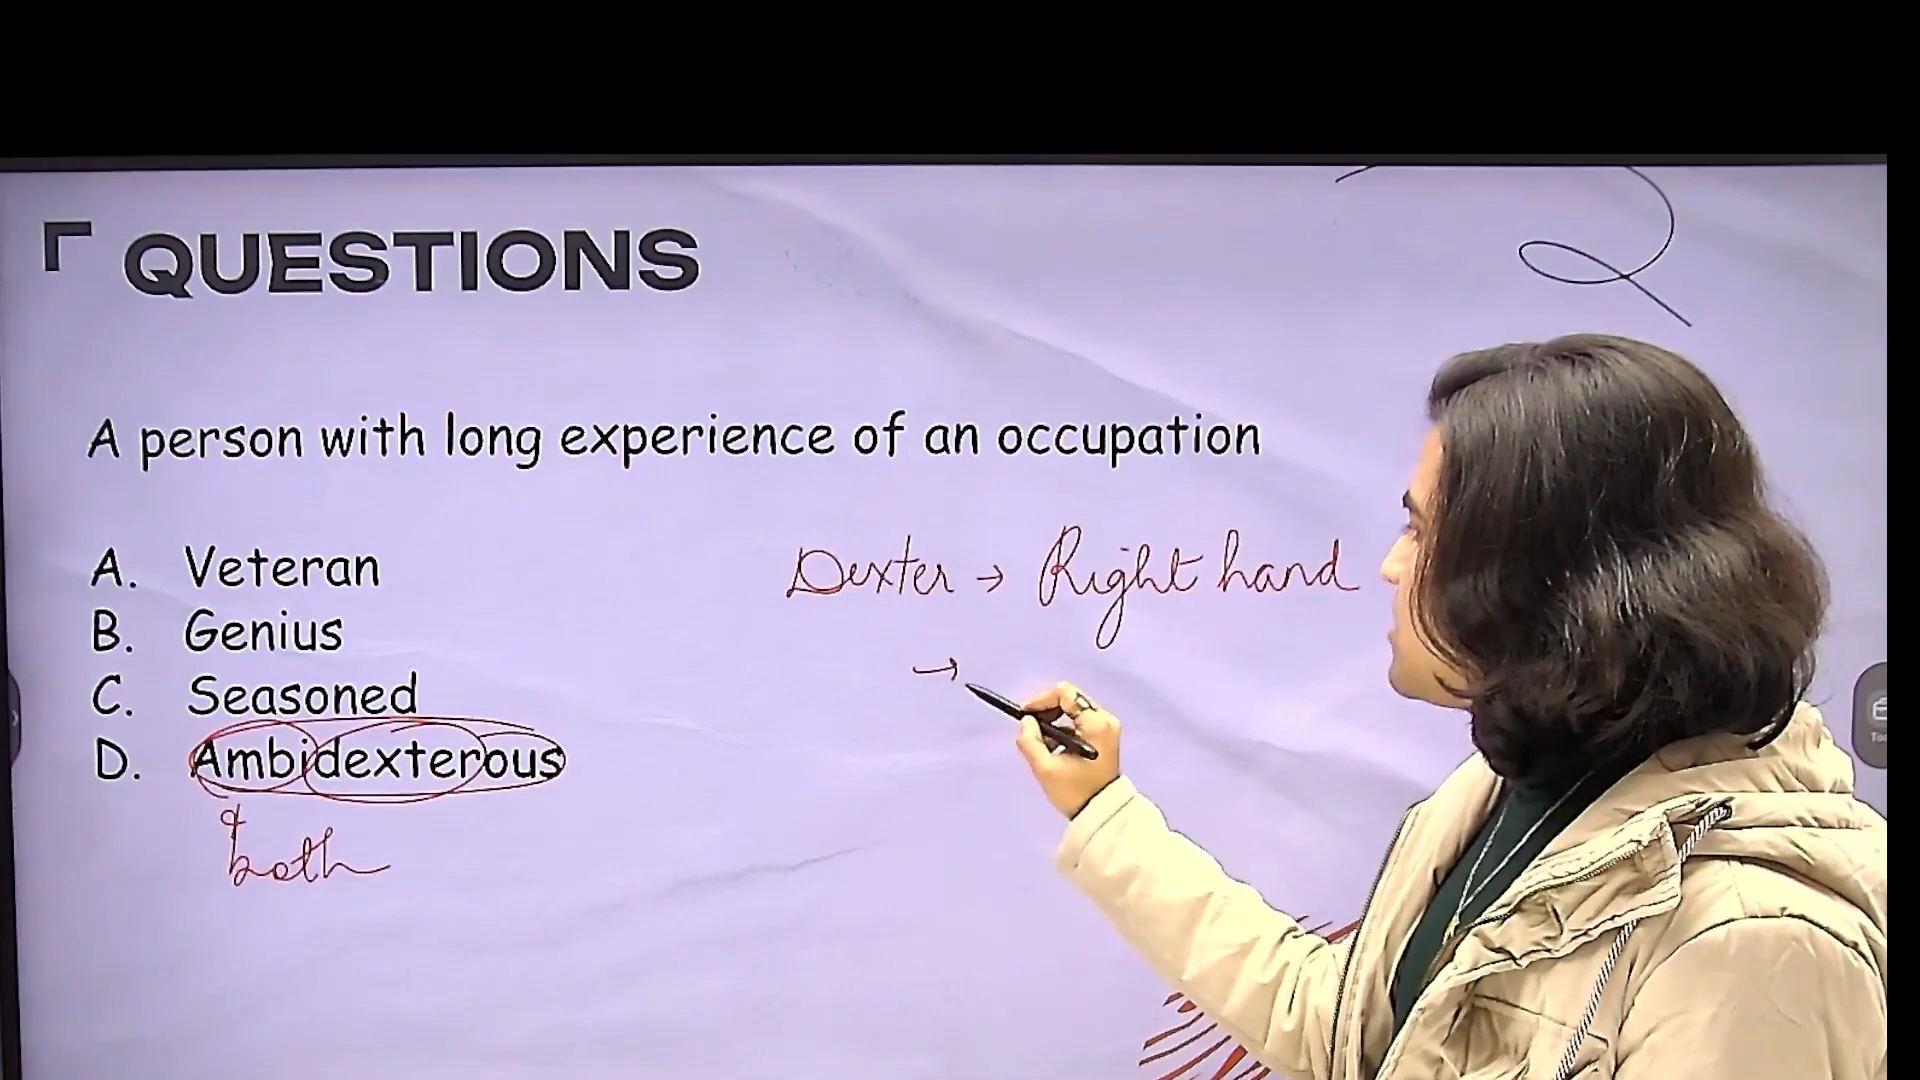 QUESTIONS
A person with long experience of an occupation
A. Veteran
B. Genius
C. Seasoned
D. Ambidexterous
Dexter → Right hand
→
both